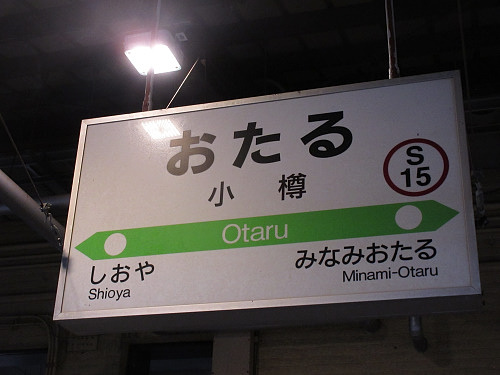 おたる
小樽
S
15
Otaru
しおや
Shioya
みなみおたる
Minami-Otaru